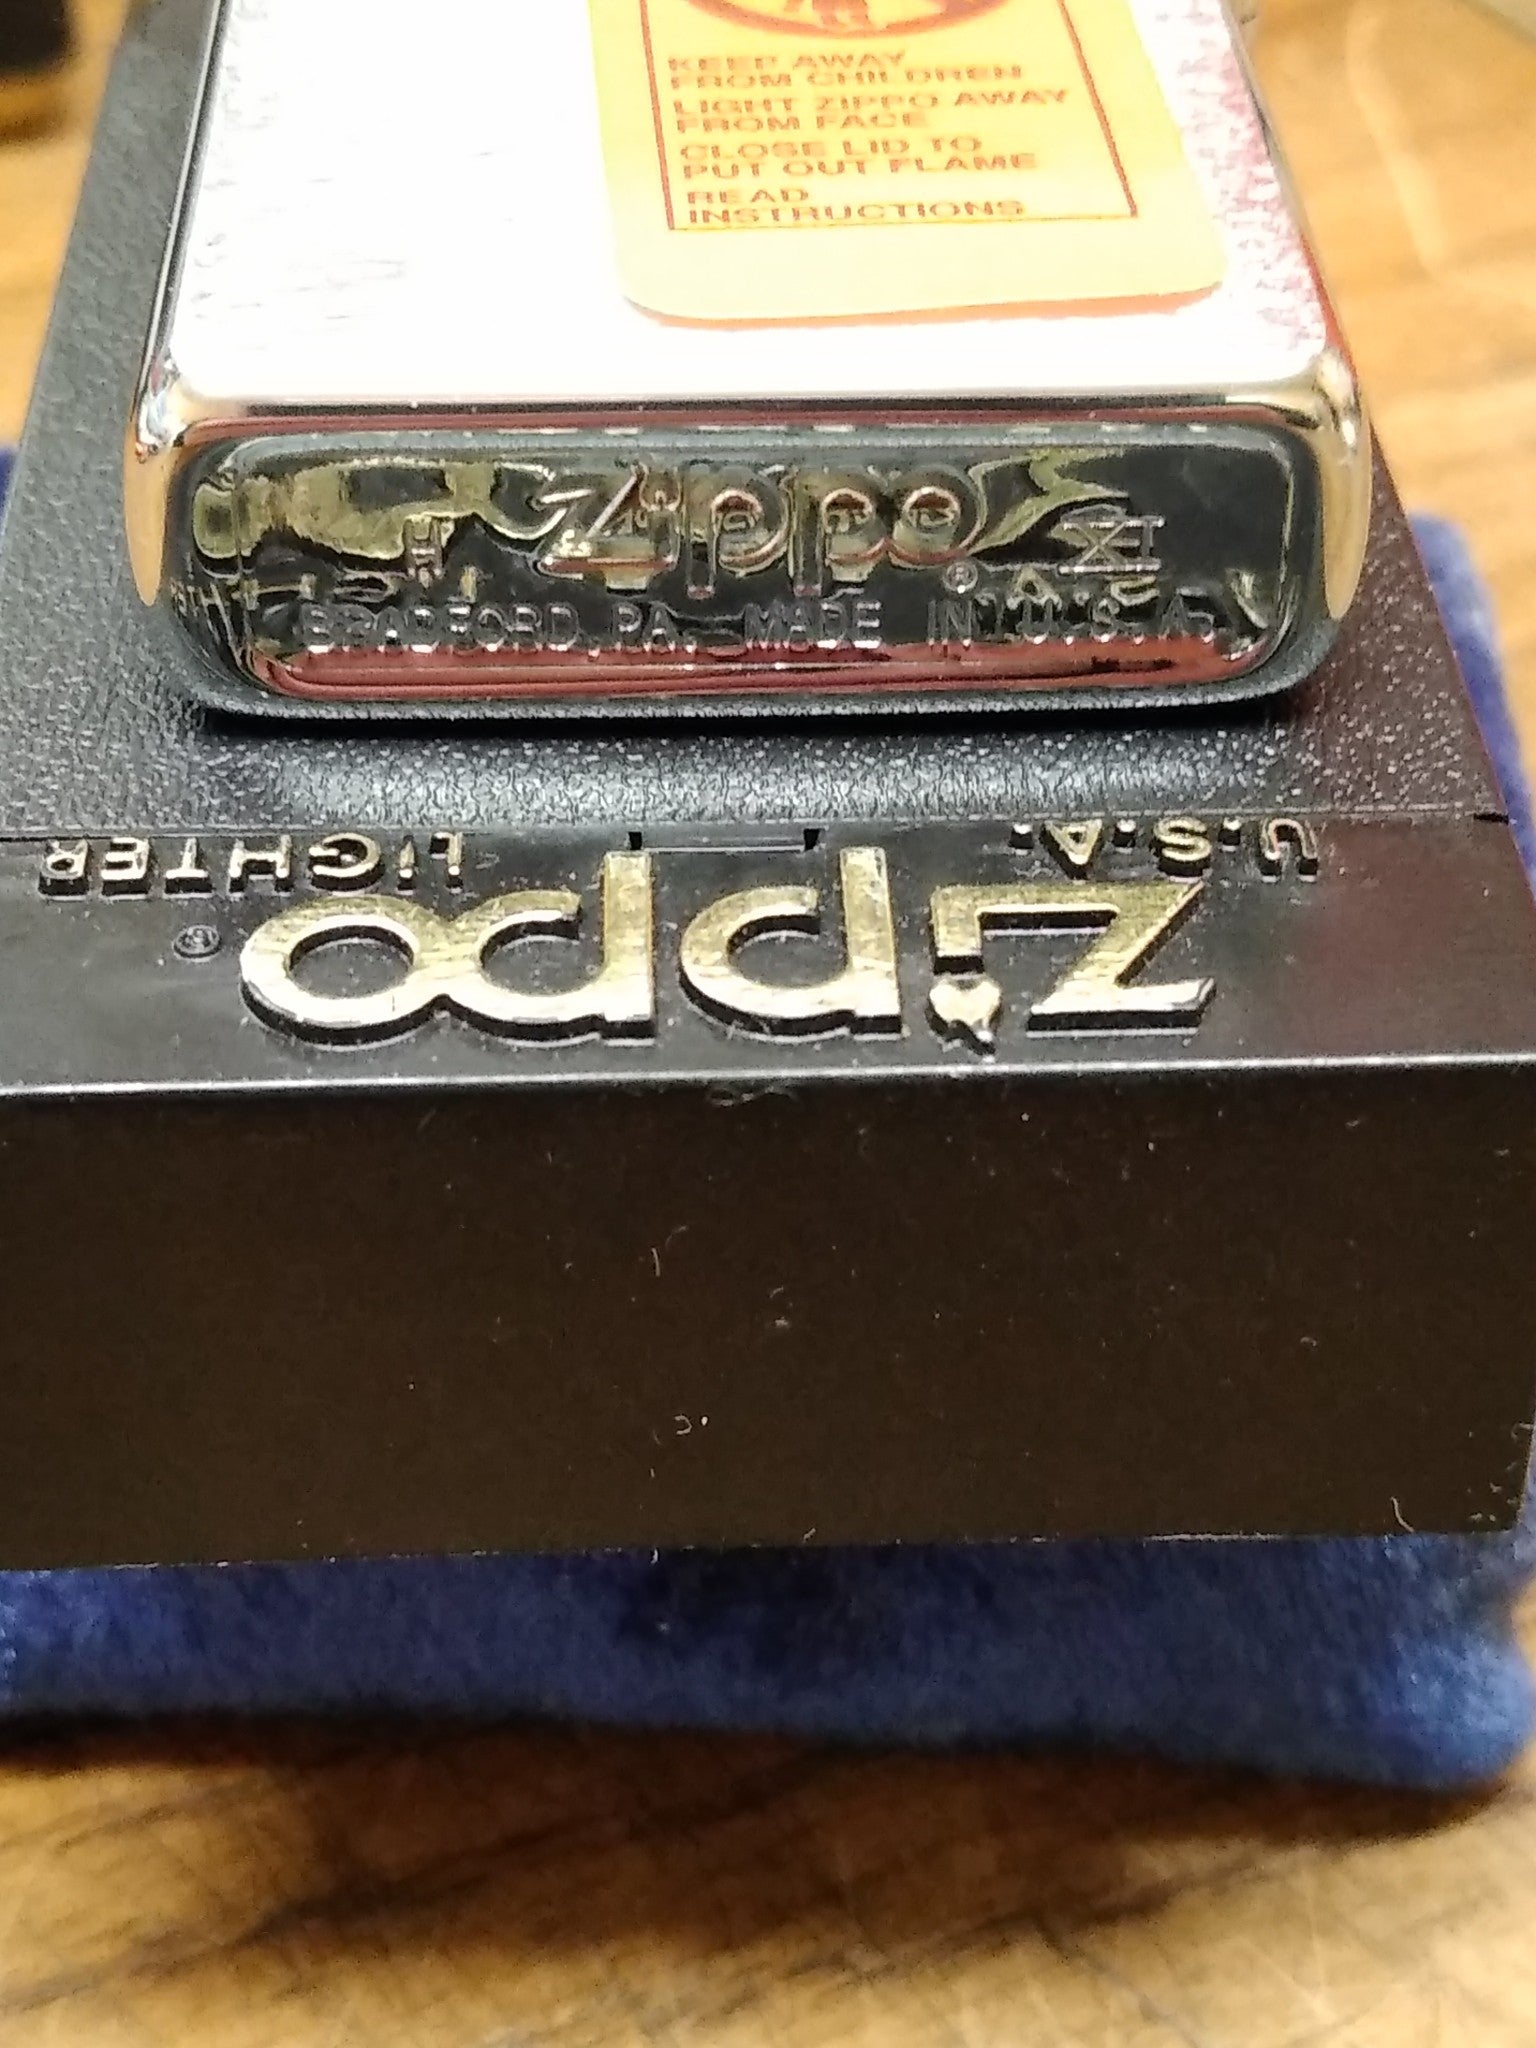 KEEP AWAY
FROM CHILDREN
LIGHT ZIPPO AWAY
FROM FACE
CLOSE LID TO
PUT OUT FLAME
READ
INSTRUCTIONS
H Zippo ® XI
BRADFORD, PA. MADE IN U.S.A.
U.S.A. LIGHTER
Zippo ®